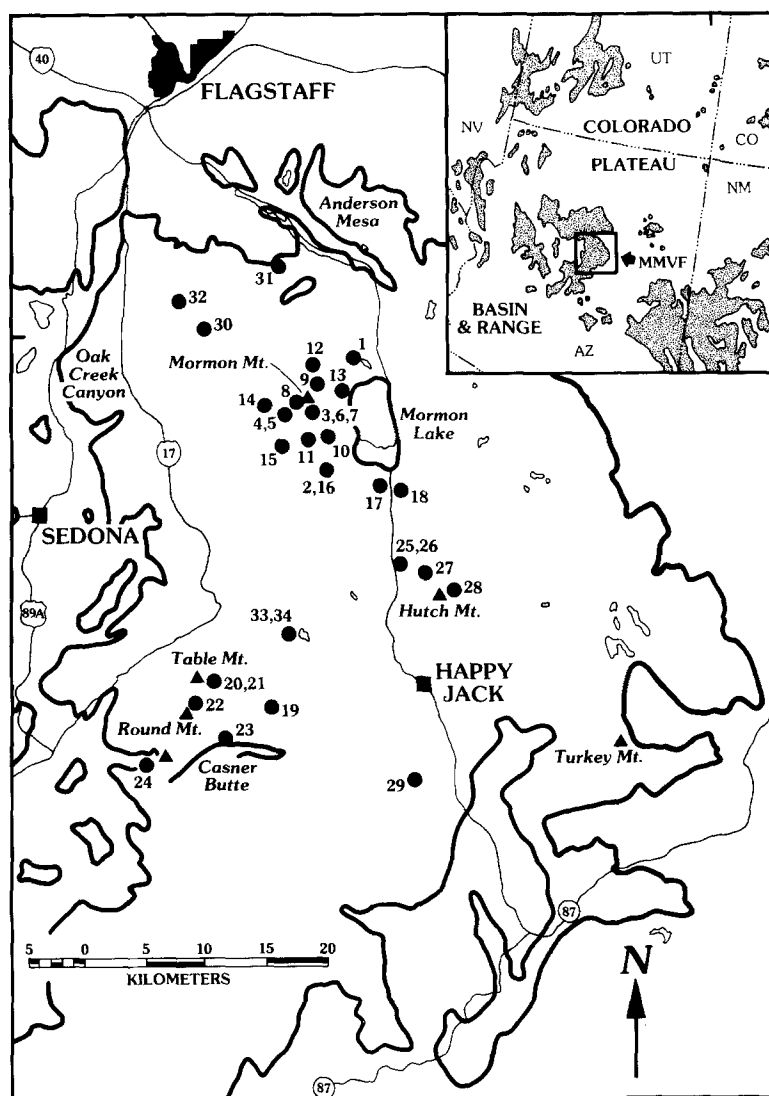 40
FLAGSTAFF
UT
NV
COLORADO
CO
PLATEAU
NM
MMVF
BASIN
& RANGE
AZ
Anderson
Mesa
31
32
30
1
12
Mormon Mt.
9
13
8
14
3,6,7
4,5
Mormon
Lake
Oak
Creek
Canyon
17
15
11
10
2,16
17
18
SEDONA
25,26
27
28
Hutch Mt.
89A
33,34
Table Mt.
20,21
HAPPY
JACK
22
19
Round Mt.
23
Turkey Mt.
24
Casner
Butte
29
87
5 0 5 10 15 20
KILOMETERS
N
87